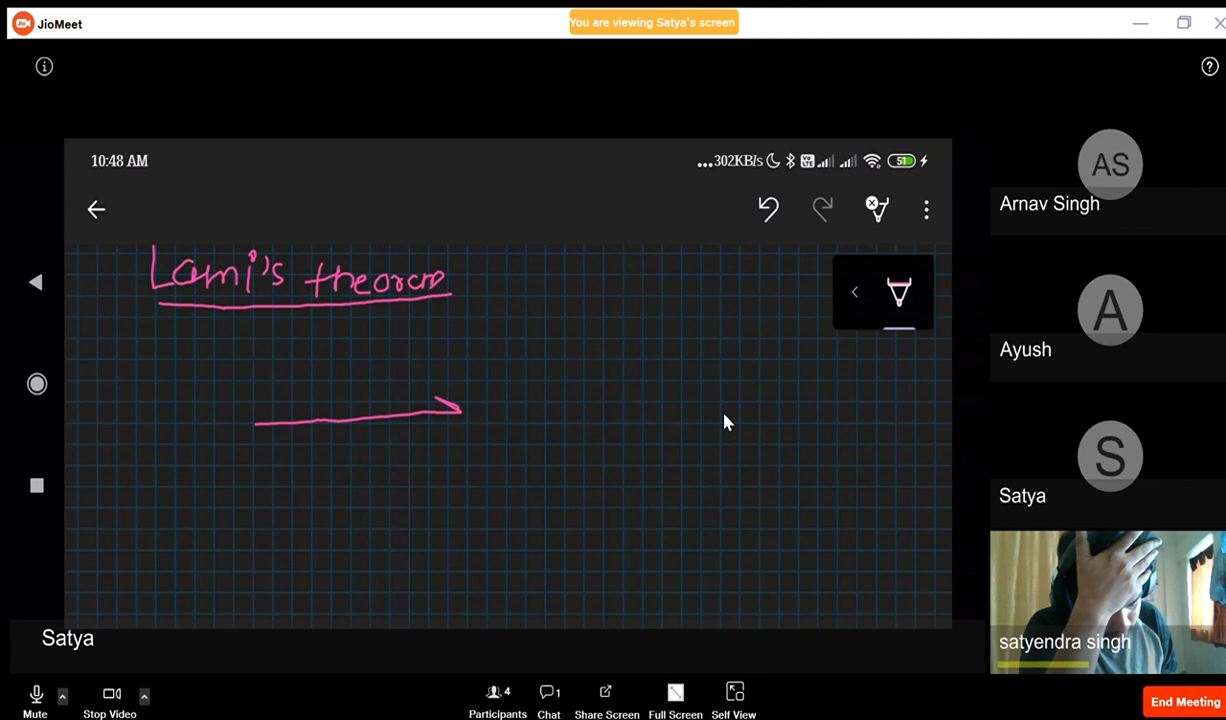 JioMeet
You are viewing Satya's screen
10:48 AM
...302KB/s
51
Lami's theorem
AS
Arnav Singh
A
Ayush
S
Satya
satyendra singh
Satya
Mute
Stop Video
4
Participants
1
Chat
Share Screen
Full Screen
Self View
End Meeting